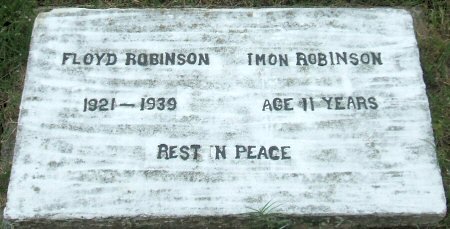 FLOYD ROBINSON IMON ROBINSON
1921 — 1939 AGE 11 YEARS
REST IN PEACE